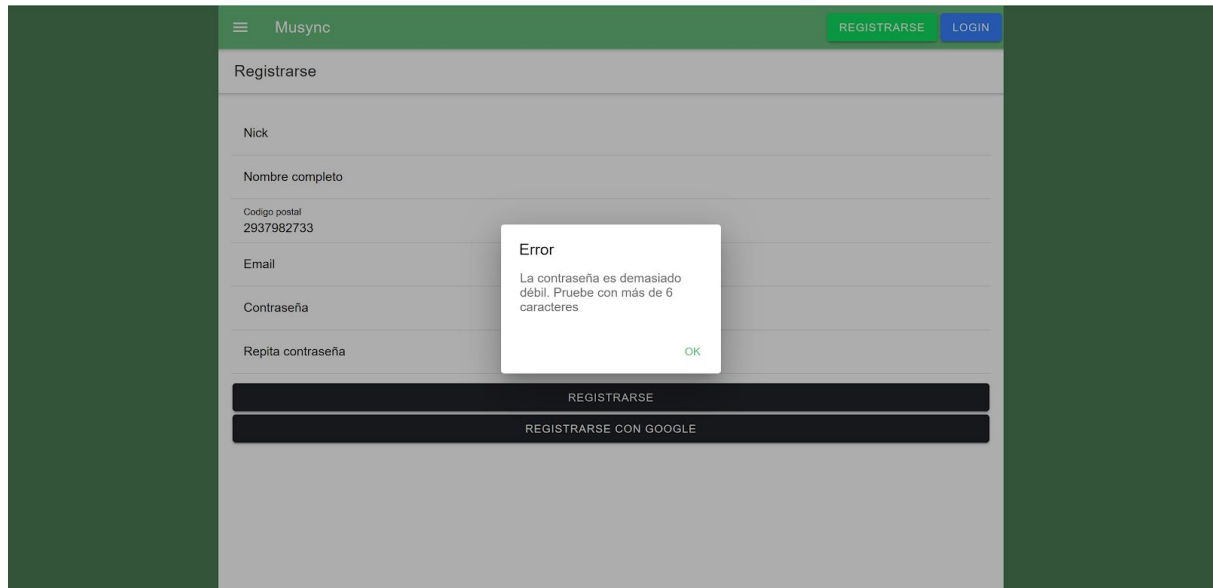 Musync
REGISTRARSE
LOGIN
Registrarse
Nick
Nombre completo
Codigo postal
2937982733
Email
Contraseña
Repita contraseña
Error
La contraseña es demasiado
débil. Pruebe con más de 6
caracteres
OK
REGISTRARSE
REGISTRARSE CON GOOGLE